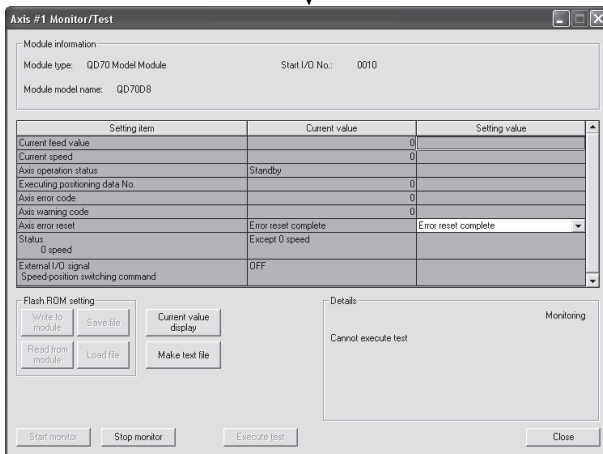 Axis #1 Monitor/Test
Module information
Module type: QD70 Model Module Start I/O No.: 0010
Module model name: QD70D8
Setting item Current value Setting value
Current feed value 0
Current speed 0
Axis operation status Standby
Executing positioning data No. 0
Axis error code 0
Axis warning code 0
Axis error reset Error reset complete Error reset complete
Status Except 0 speed
0 speed
External I/O signal OFF
Speed-position switching command
Flash ROM setting
Write to module
Save file
Read from module
Load file
Current value display
Make text file
Details
Monitoring
Cannot execute test
Start monitor Stop monitor Execute test Close